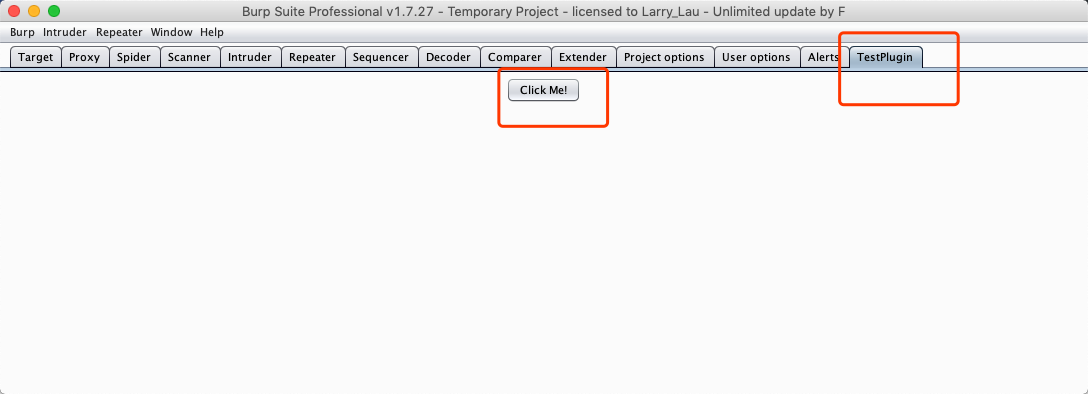 Burp Suite Professional v1.7.27 - Temporary Project - licensed to Larry_Lau - Unlimited update by F
Burp Intruder Repeater Window Help
Target Proxy Spider Scanner Intruder Repeater Sequencer Decoder Comparer Extender Project options User options Alerts TestPlugin
Click Me!